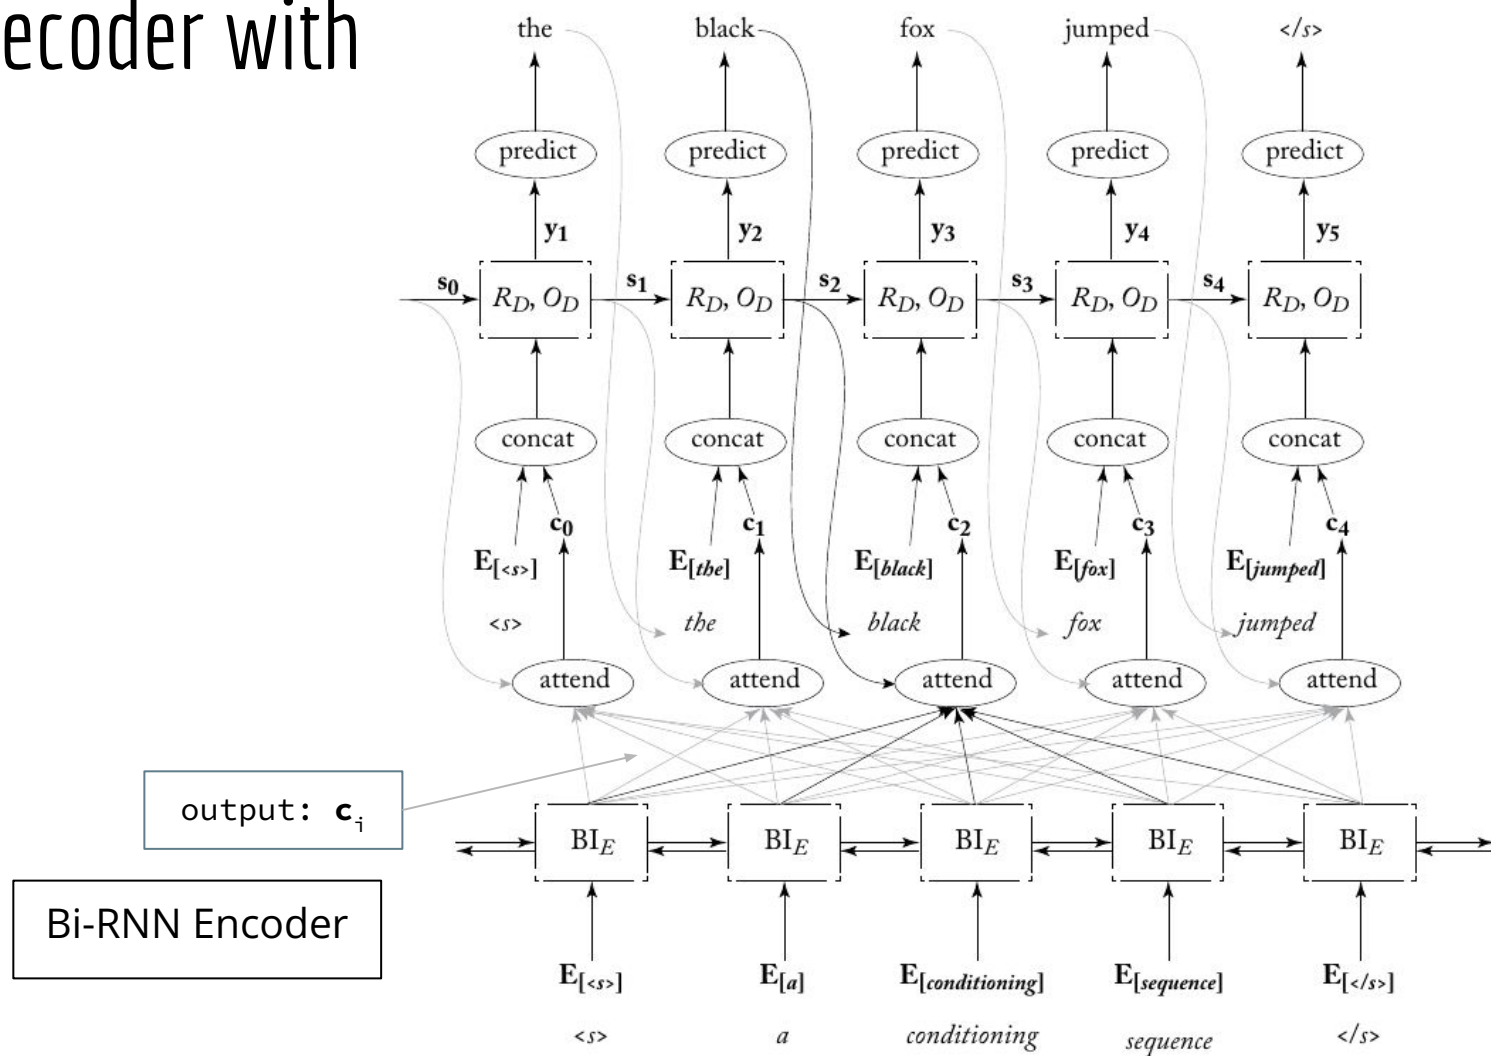 ecoder with
the black fox jumped </s>
predict predict predict predict predict
y1 y2 y3 y4 y5
s0 s1 s2 s3 s4
RD, OD RD, OD RD, OD RD, OD RD, OD
concat concat concat concat concat
c0 c1 c2 c3 c4
E[<s>] E[the] E[black] E[fox] E[jumped]
<s> the black fox jumped
attend attend attend attend attend
output: ci
BIE BIE BIE BIE BIE
Bi-RNN Encoder
E[<s>] E[a] E[conditioning] E[sequence] E[</s>]
<s> a conditioning sequence </s>